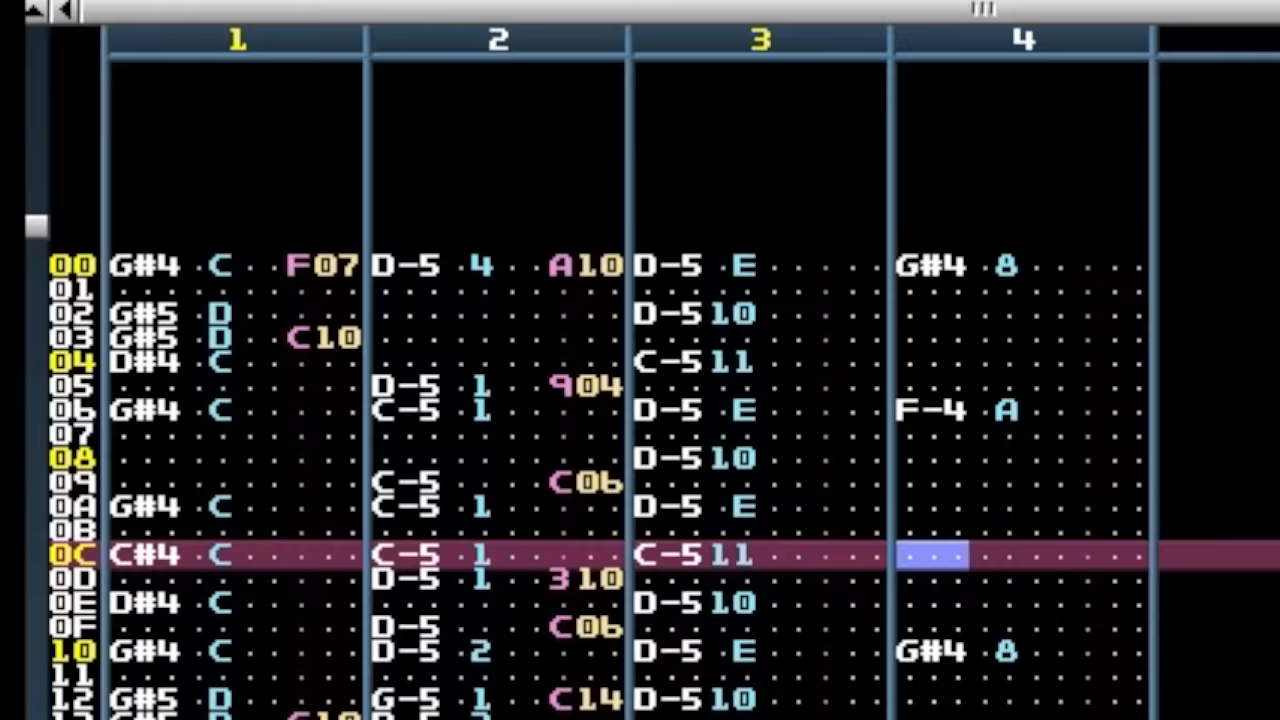 1 2 3 4
00 G#4 C F07 D-5 4 A10 D-5 E G#4 8
01
02 G#5 D D-5 10
03 G#5 D C10
04 D#4 C C-5 11
05 D-5 1 904
06 G#4 C C-5 1 D-5 E F-4 A
07
08 D-5 10
09 C-5 C06
0A G#4 C C-5 1 D-5 E
0B
0C C#4 C C-5 1 C-5 11
0D D-5 1 310
0E D#4 C D-5 10
0F D-5 C06
10 G#4 C D-5 2 D-5 E G#4 8
11
12 G#5 D G-5 1 C14 D-5 10